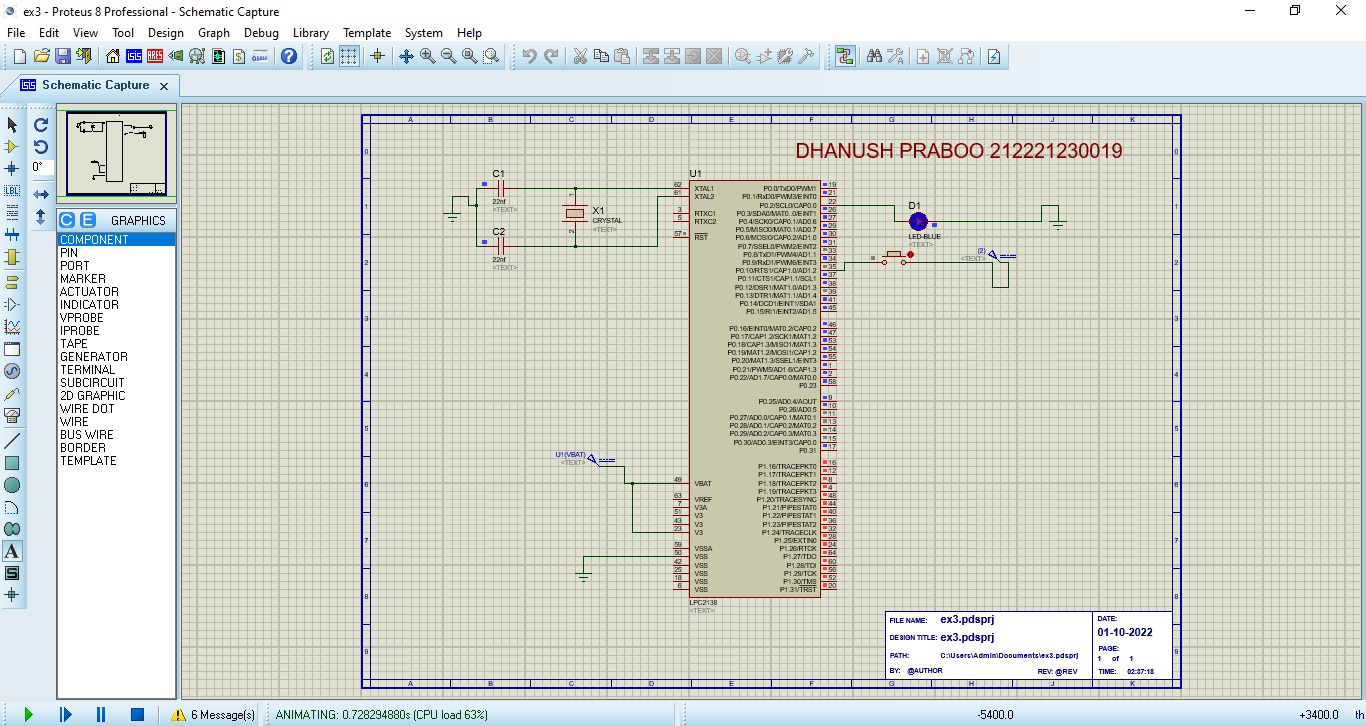 ex3 - Proteus 8 Professional - Schematic Capture
File Edit View Tool Design Graph Debug Library Template System Help
Schematic Capture
0°
LBL
C E GRAPHICS
COMPONENT
PIN
PORT
MARKER
ACTUATOR
INDICATOR
VPROBE
IPROBE
TAPE
GENERATOR
TERMINAL
SUBCIRCUIT
2D GRAPHIC
WIRE DOT
WIRE
BUS WIRE
BORDER
TEMPLATE
A B C D E F G H J K
0
1
2
3
4
5
6
7
8
9
DHANUSH PRABOO 212221230019
C1
22nf
<TEXT>
C2
22nf
<TEXT>
X1
CRYSTAL
<TEXT>
1
2
U1
62 XTAL1
61 XTAL2
3 RTXC1
5 RTXC2
57 RST
49 VBAT
63 VREF
7 V3A
51 V3
43 V3
23 V3
59 VSSA
50 VSS
42 VSS
25 VSS
18 VSS
6 VSS
P0.0/TxD0/PWM1 19
P0.1/RxD0/PWM3/EINT0 21
P0.2/SCL0/CAP0.0 22
P0.3/SDA0/MAT0.0/EINT1 26
P0.4/SCK0/CAP0.1/AD0.6 27
P0.5/MISO0/MAT0.1/AD0.7 29
P0.6/MOSI0/CAP0.2/AD1.0 30
P0.7/SSEL0/PWM2/EINT2 31
P0.8/TxD1/PWM4/AD1.1 33
P0.9/RxD1/PWM6/EINT3 34
P0.10/RTS1/CAP1.0/AD1.2 35
P0.11/CTS1/CAP1.1/SCL1 37
P0.12/DSR1/MAT1.0/AD1.3 38
P0.13/DTR1/MAT1.1/AD1.4 39
P0.14/DCD1/EINT1/SDA1 41
P0.15/RI1/EINT2/AD1.5 45
P0.16/EINT0/MAT0.2/CAP0.2 46
P0.17/CAP1.2/SCK1/MAT1.2 47
P0.18/CAP1.3/MISO1/MAT1.3 53
P0.19/MAT1.2/MOSI1/CAP1.2 54
P0.20/MAT1.3/SSEL1/EINT3 55
P0.21/PWM5/AD1.6/CAP1.3 1
P0.22/AD1.7/CAP0.0/MAT0.0 2
P0.23 58
P0.25/AD0.4/AOUT 9
P0.26/AD0.5 10
P0.27/AD0.0/CAP0.1/MAT0.1 11
P0.28/AD0.1/CAP0.2/MAT0.2 13
P0.29/AD0.2/CAP0.3/MAT0.3 14
P0.30/AD0.3/EINT3/CAP0.0 15
P0.31 17
P1.16/TRACEPKT0 16
P1.17/TRACEPKT1 12
P1.18/TRACEPKT2 8
P1.19/TRACEPKT3 4
P1.20/TRACESYNC 48
P1.21/PIPESTAT0 44
P1.22/PIPESTAT1 40
P1.23/PIPESTAT2 36
P1.24/TRACECLK 32
P1.25/EXTIN0 28
P1.26/RTCK 24
P1.27/TDO 64
P1.28/TDI 60
P1.29/TCK 56
P1.30/TMS 52
P1.31/TRST 20
LPC2138
<TEXT>
D1
LED-BLUE
<TEXT>
(2)
<TEXT>
U1(VBAT)
<TEXT>
FILE NAME: ex3.pdsprj
DESIGN TITLE: ex3.pdsprj
PATH: C:\Users\Admin\Documents\ex3.pdsprj
BY: @AUTHOR REV: @REV
DATE:
01-10-2022
PAGE:
1 of 1
TIME: 02:37:18
A B C D E F G H J K
6 Message(s)
ANIMATING: 0.728294880s (CPU load 63%)
-5400.0
+3400.0 th